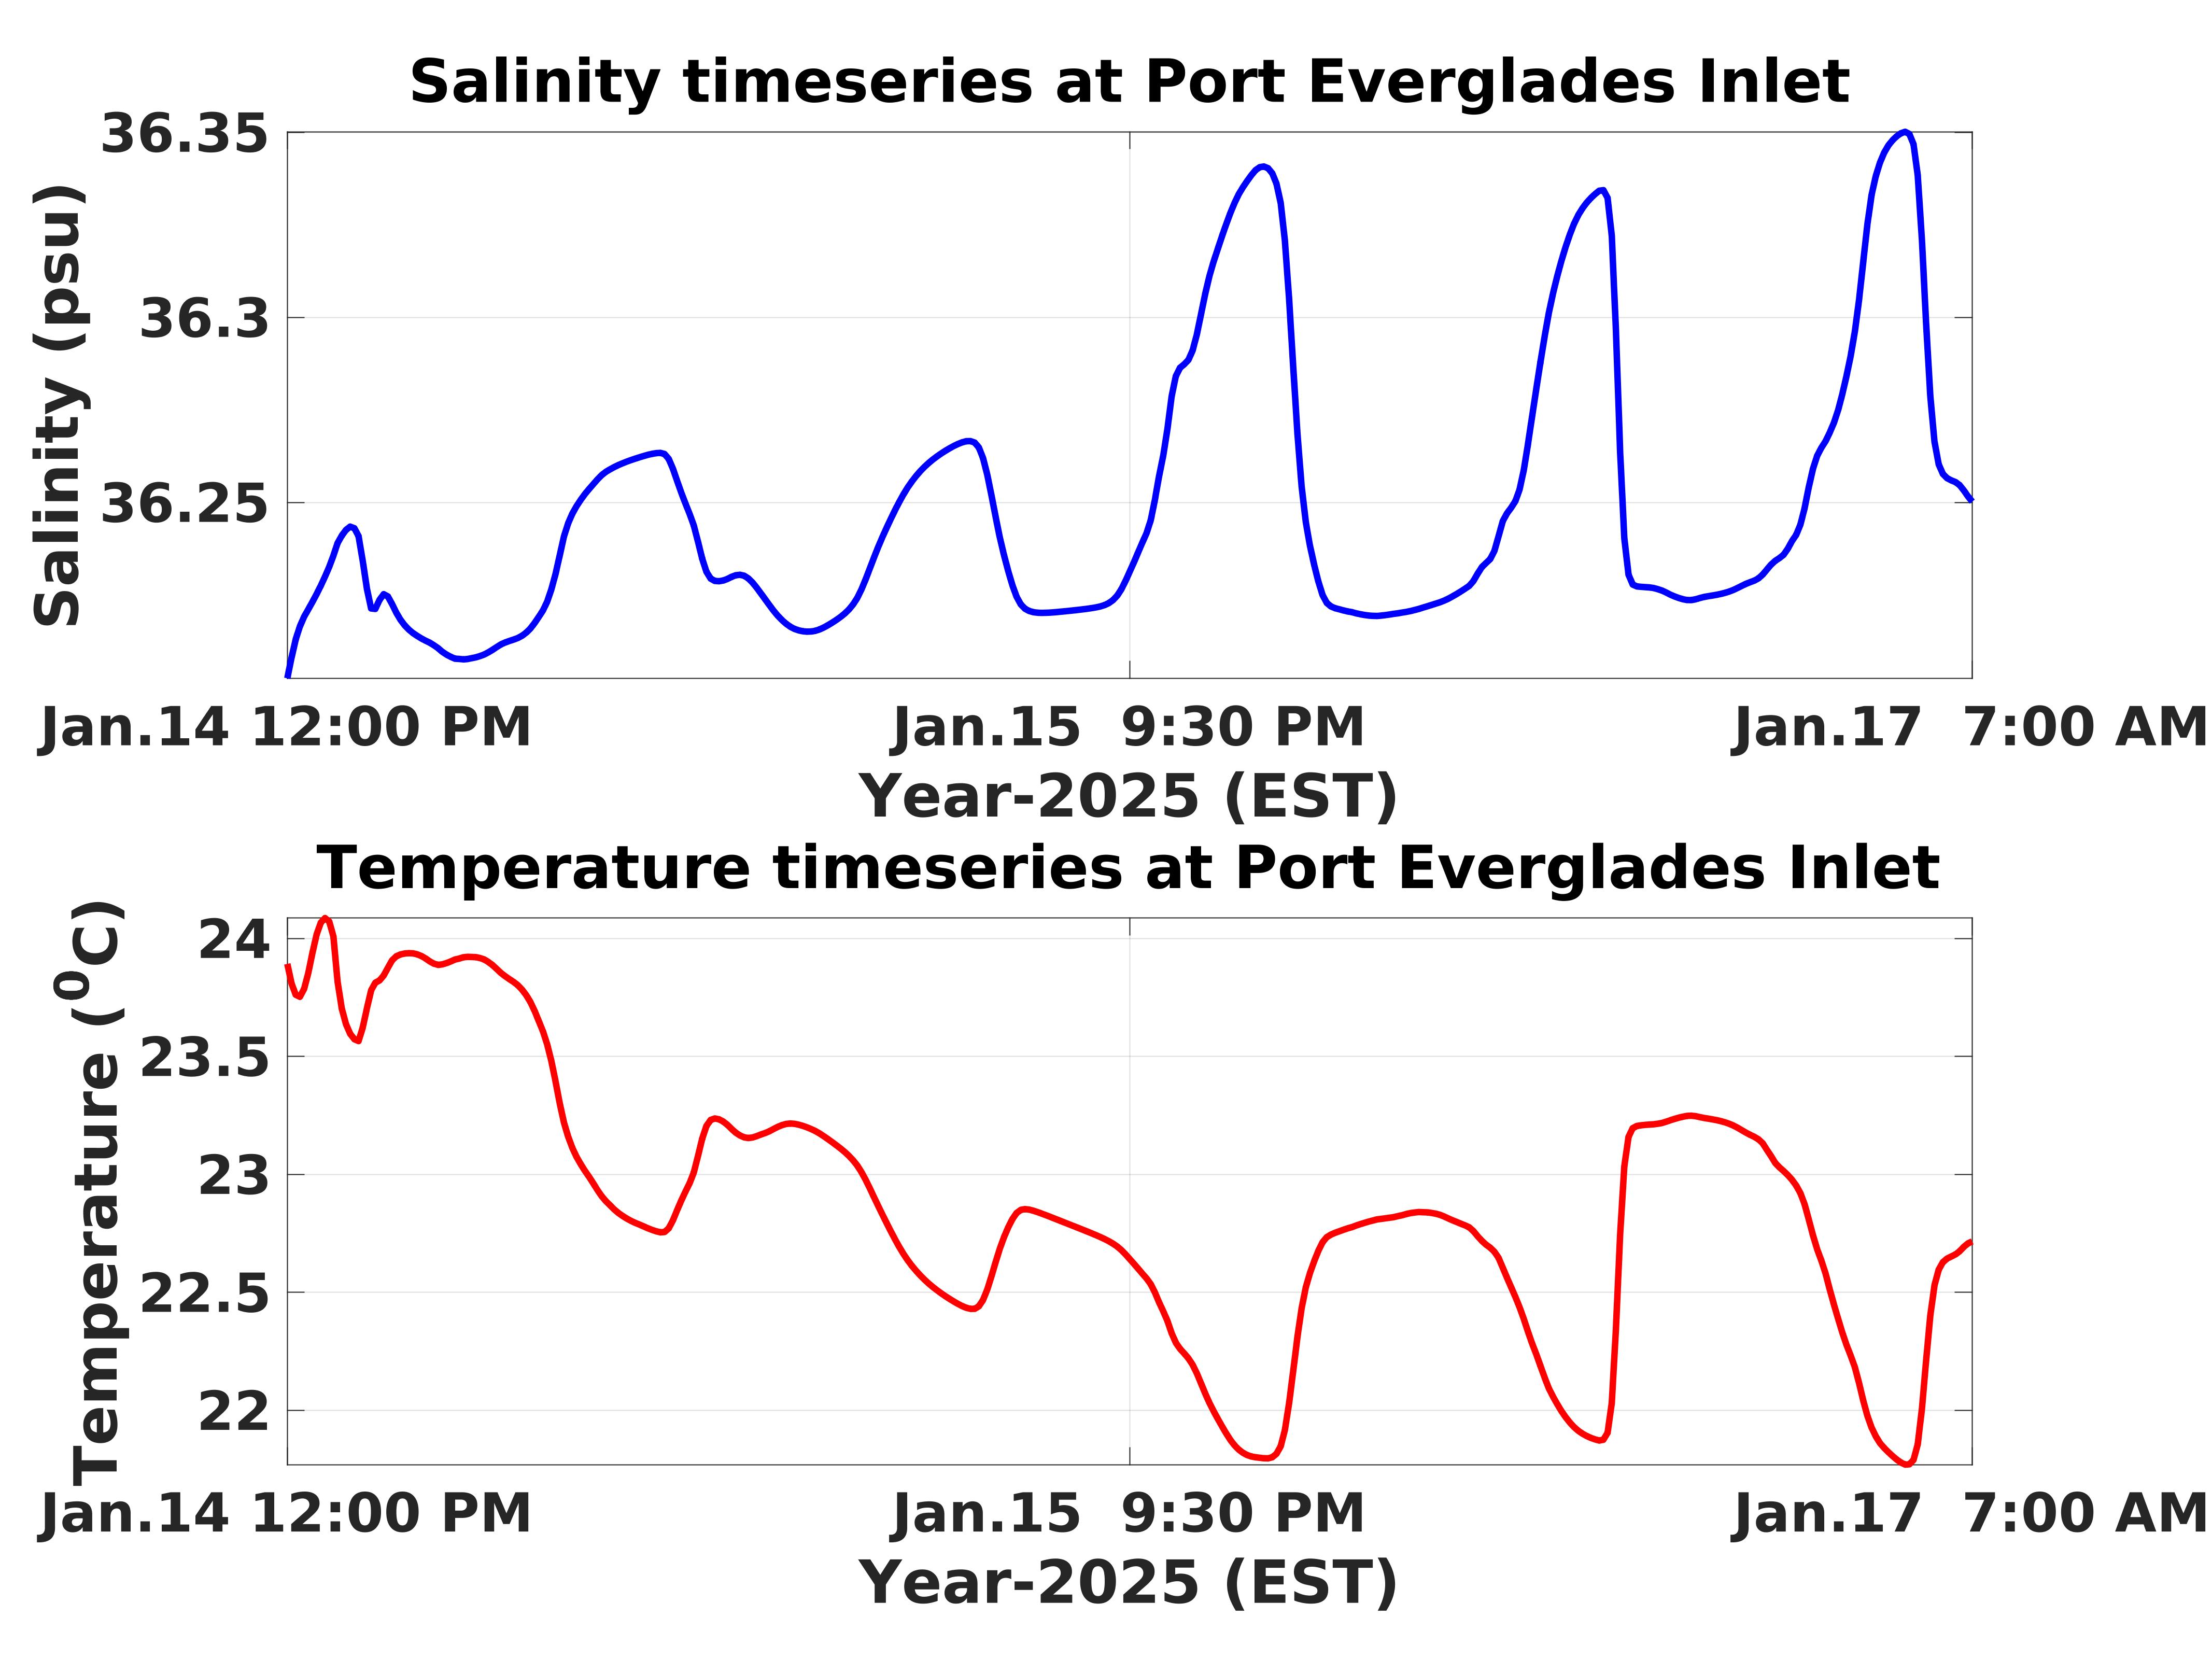 Salinity timeseries at Port Everglades Inlet
Salinity (psu)
36.35
36.3
36.25
Jan.14 12:00 PM Jan.15  9:30 PM Jan.17  7:00 AM
Year-2025 (EST)
Temperature timeseries at Port Everglades Inlet
Temperature (⁰C)
24
23.5
23
22.5
22
Jan.14 12:00 PM Jan.15  9:30 PM Jan.17  7:00 AM
Year-2025 (EST)